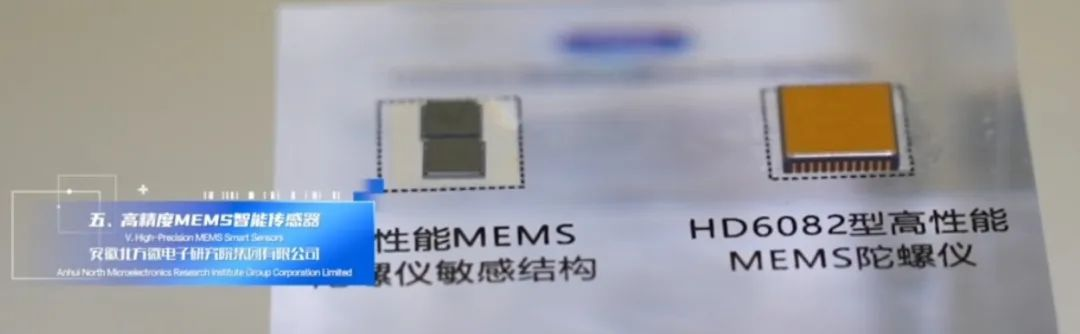 五、高精度MEMS智能传感器
V. High-Precision MEMS Smart Sensors
安徽北方微电子研究院集团有限公司
Anhui North Microelectronics Research Institute Group Corporation Limited
性能MEMS
螺仪敏感结构
HD6082型高性能
MEMS陀螺仪